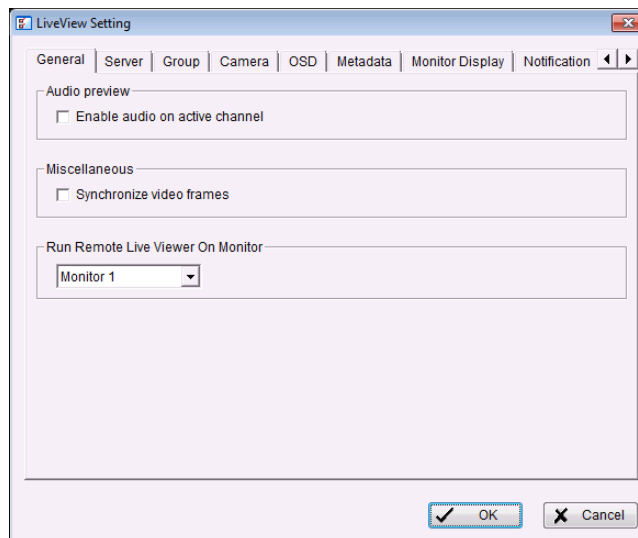 LiveView Setting
General Server Group Camera OSD Metadata Monitor Display Notification
Audio preview
Enable audio on active channel
Miscellaneous
Synchronize video frames
Run Remote Live Viewer On Monitor
Monitor 1
OK Cancel